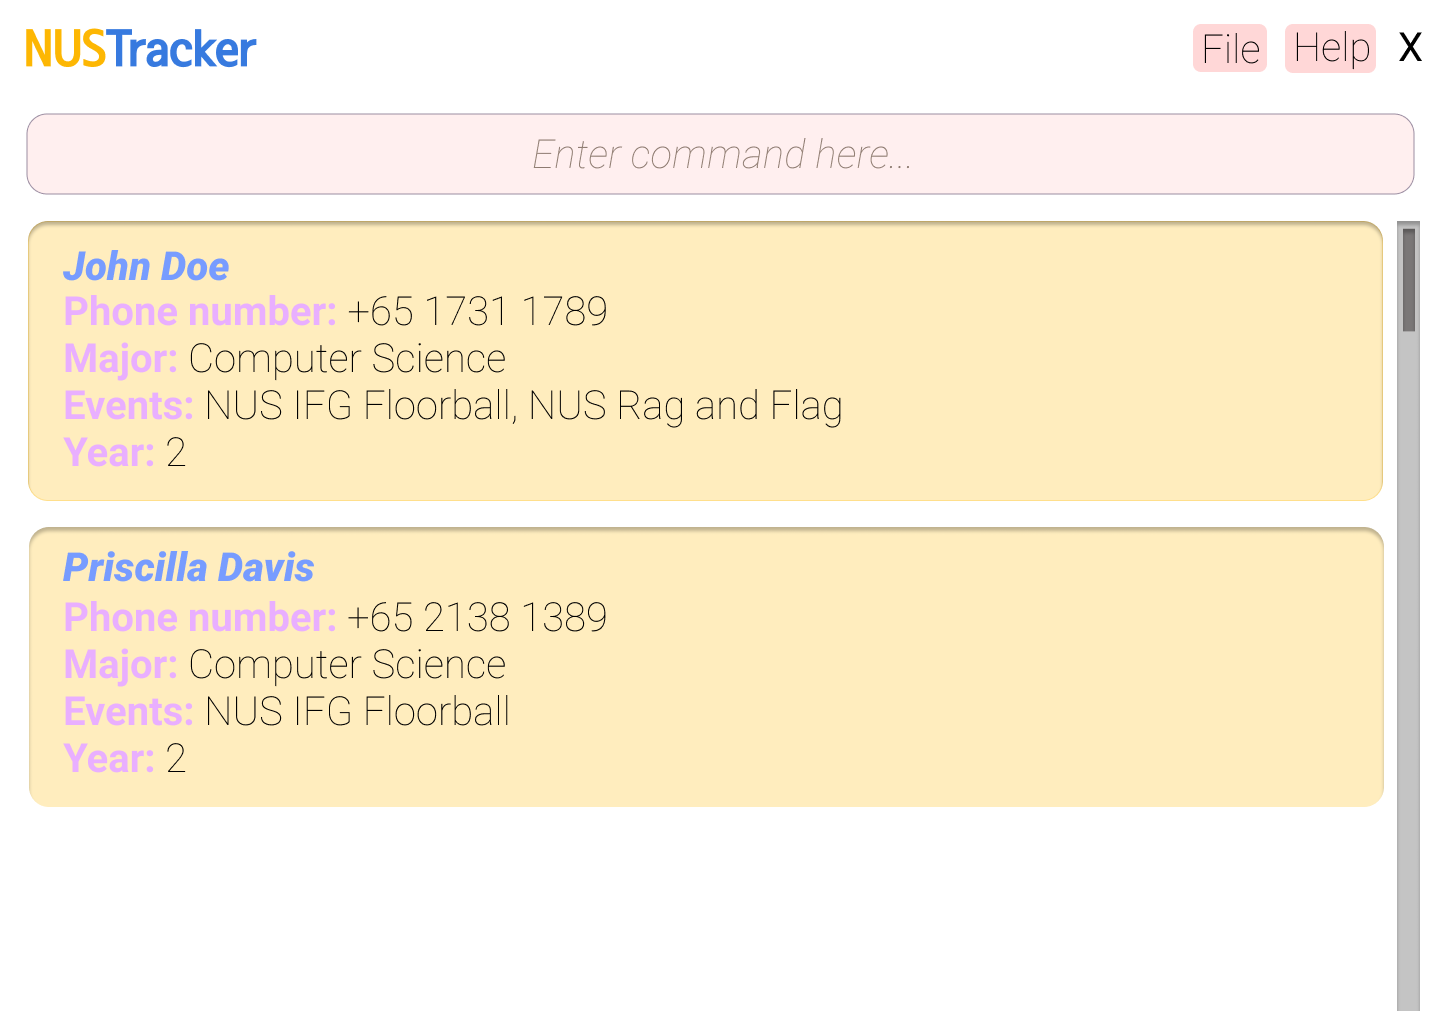 NUSTracker
File Help X
Enter command here...
John Doe
Phone number: +65 1731 1789
Major: Computer Science
Events: NUS IFG Floorball, NUS Rag and Flag
Year: 2
Priscilla Davis
Phone number: +65 2138 1389
Major: Computer Science
Events: NUS IFG Floorball
Year: 2